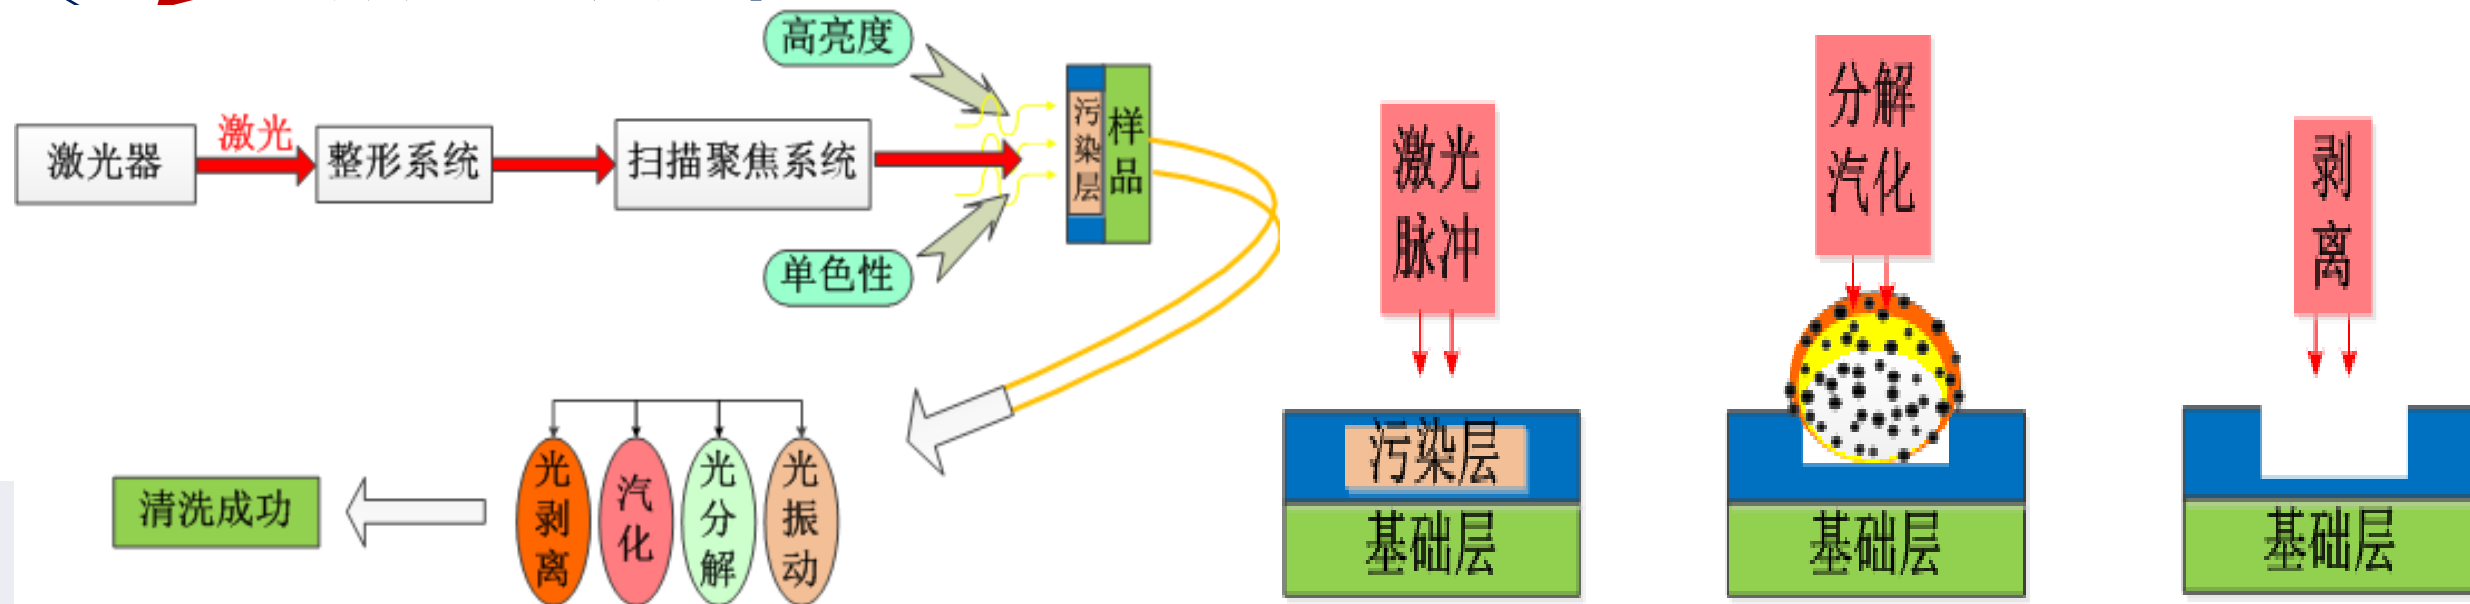 高亮度
激光
激光器
整形系统
扫描聚焦系统
污染层
样品
单色性
光剥离
汽化
光分解
光振动
清洗成功
激光
脉冲
污染层
基础层
分解
汽化
基础层
剥离
基础层